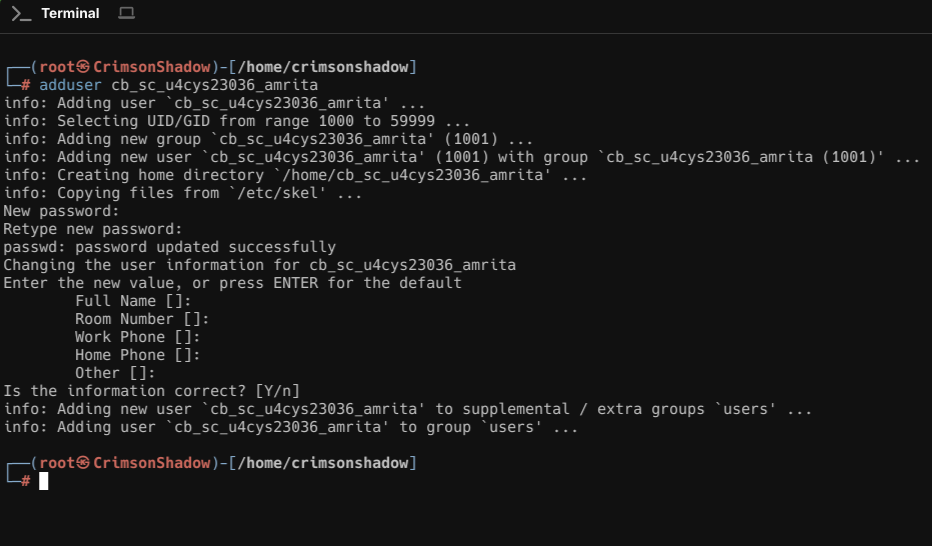 Terminal
┌──(root㉿CrimsonShadow)-[/home/crimsonshadow]
└─# adduser cb_sc_u4cys23036_amrita
info: Adding user `cb_sc_u4cys23036_amrita' ...
info: Selecting UID/GID from range 1000 to 59999 ...
info: Adding new group `cb_sc_u4cys23036_amrita' (1001) ...
info: Adding new user `cb_sc_u4cys23036_amrita' (1001) with group `cb_sc_u4cys23036_amrita (1001)' ...
info: Creating home directory `/home/cb_sc_u4cys23036_amrita' ...
info: Copying files from `/etc/skel' ...
New password:
Retype new password:
passwd: password updated successfully
Changing the user information for cb_sc_u4cys23036_amrita
Enter the new value, or press ENTER for the default
        Full Name []:
        Room Number []:
        Work Phone []:
        Home Phone []:
        Other []:
Is the information correct? [Y/n]
info: Adding new user `cb_sc_u4cys23036_amrita' to supplemental / extra groups `users' ...
info: Adding user `cb_sc_u4cys23036_amrita' to group `users' ...
┌──(root㉿CrimsonShadow)-[/home/crimsonshadow]
└─#